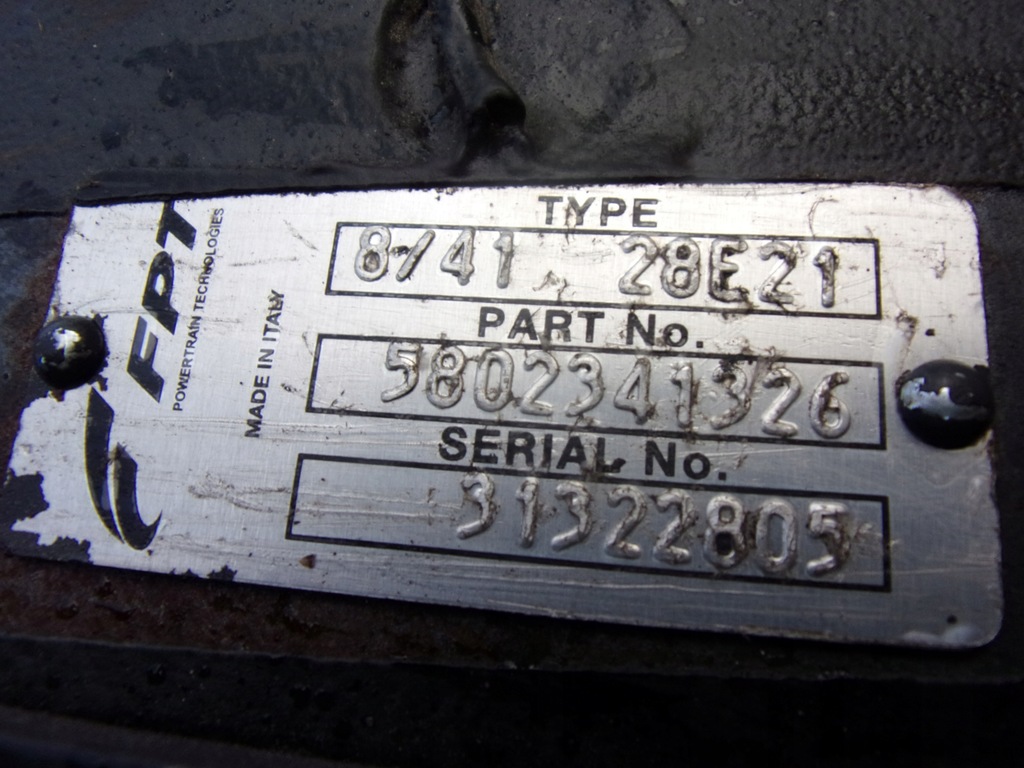 FPT
POWERTRAIN TECHNOLOGIES
MADE IN ITALY
TYPE
8/41 28E21
PART No.
5802341326
SERIAL No.
31322805